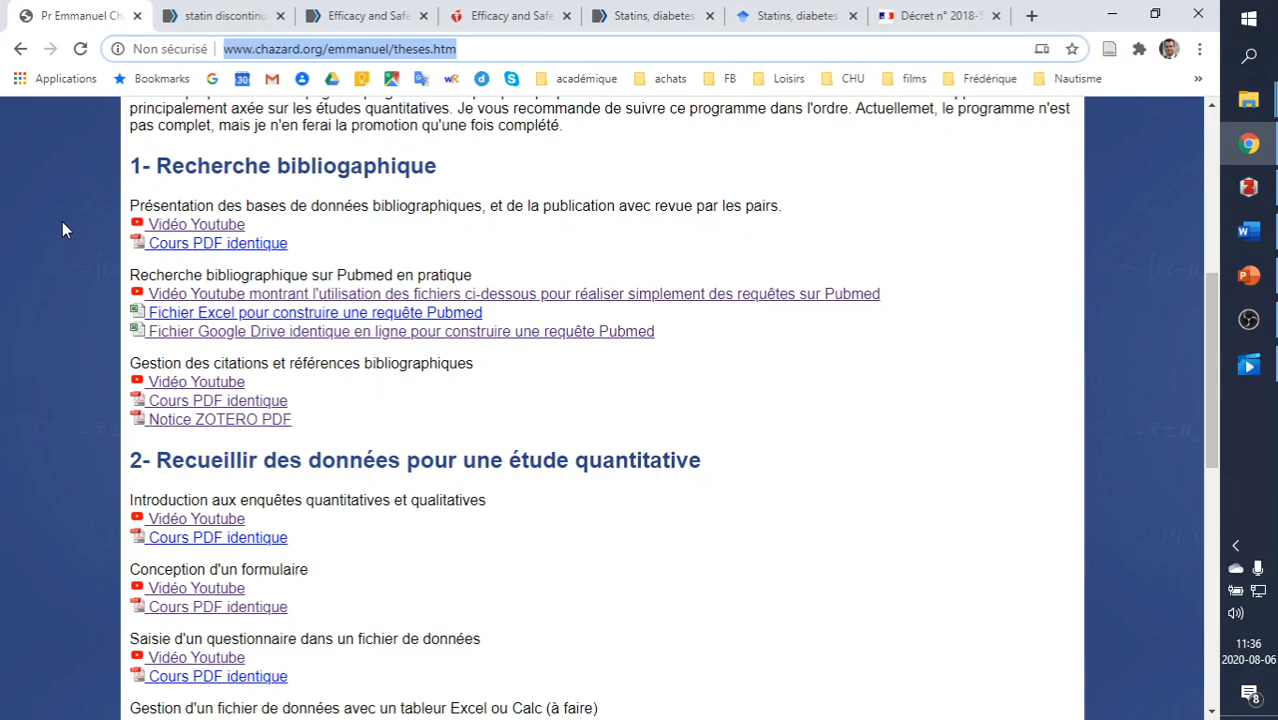 Pr Emmanuel Ch
statin discontinu
Efficacy and Safe
Efficacy and Safe
Statins, diabetes
Statins, diabetes
Décret n° 2018-5
Non sécurisé
www.chazard.org/emmanuel/theses.htm
Applications
Bookmarks
académique
achats
FB
Loisirs
CHU
films
Frédérique
Nautisme
principalement axée sur les études quantitatives. Je vous recommande de suivre ce programme dans l'ordre. Actuellemet, le programme n'est
pas complet, mais je n'en ferai la promotion qu'une fois complété.
1- Recherche bibliogaphique
Présentation des bases de données bibliographiques, et de la publication avec revue par les pairs.
Vidéo Youtube
Cours PDF identique
Recherche bibliographique sur Pubmed en pratique
Vidéo Youtube montrant l'utilisation des fichiers ci-dessous pour réaliser simplement des requêtes sur Pubmed
Fichier Excel pour construire une requête Pubmed
Fichier Google Drive identique en ligne pour construire une requête Pubmed
Gestion des citations et références bibliographiques
Vidéo Youtube
Cours PDF identique
Notice ZOTERO PDF
2- Recueillir des données pour une étude quantitative
Introduction aux enquêtes quantitatives et qualitatives
Vidéo Youtube
Cours PDF identique
Conception d'un formulaire
Vidéo Youtube
Cours PDF identique
Saisie d'un questionnaire dans un fichier de données
Vidéo Youtube
Cours PDF identique
Gestion d'un fichier de données avec un tableur Excel ou Calc (à faire)
11:36
2020-08-06
8